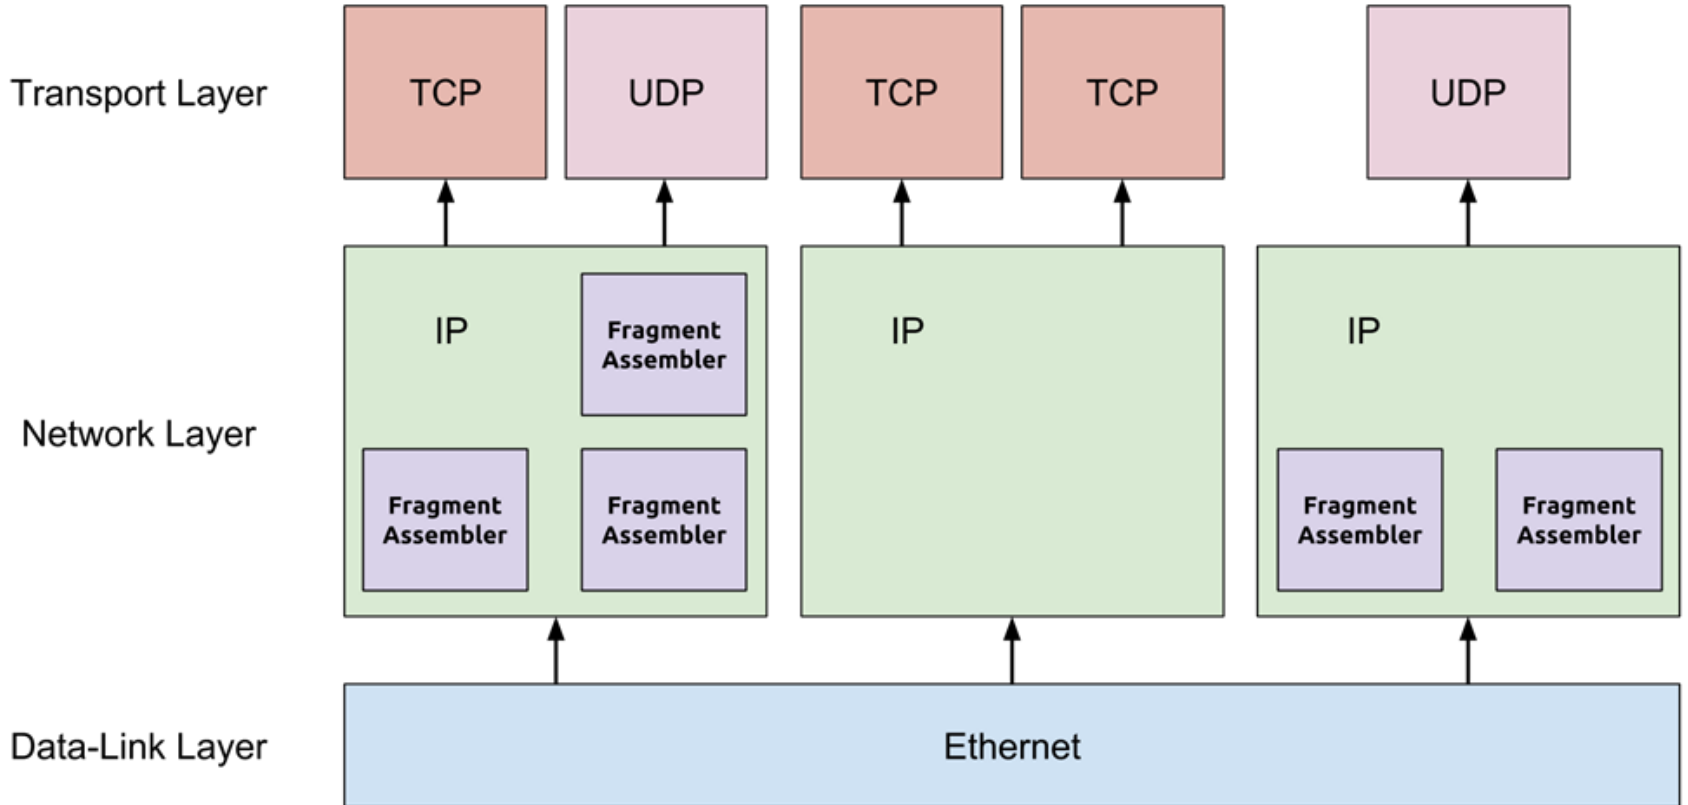 Transport Layer
TCP
UDP
TCP
TCP
UDP
Network Layer
IP
Fragment
Assembler
Fragment
Assembler
Fragment
Assembler
IP
IP
Fragment
Assembler
Fragment
Assembler
Data-Link Layer
Ethernet